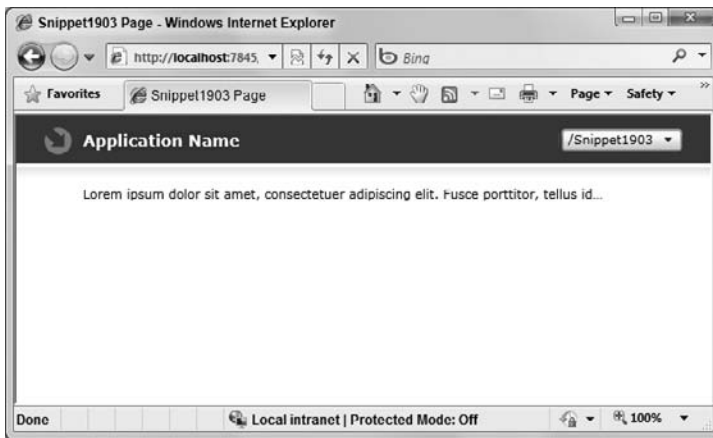 Snippet1903 Page - Windows Internet Explorer
http://localhost:7845,
Bing
Favorites
Snippet1903 Page
Page
Safety
Application Name
/Snippet1903
Lorem ipsum dolor sit amet, consectetuer adipiscing elit. Fusce porttitor, tellus id...
Done
Local intranet | Protected Mode: Off
100%